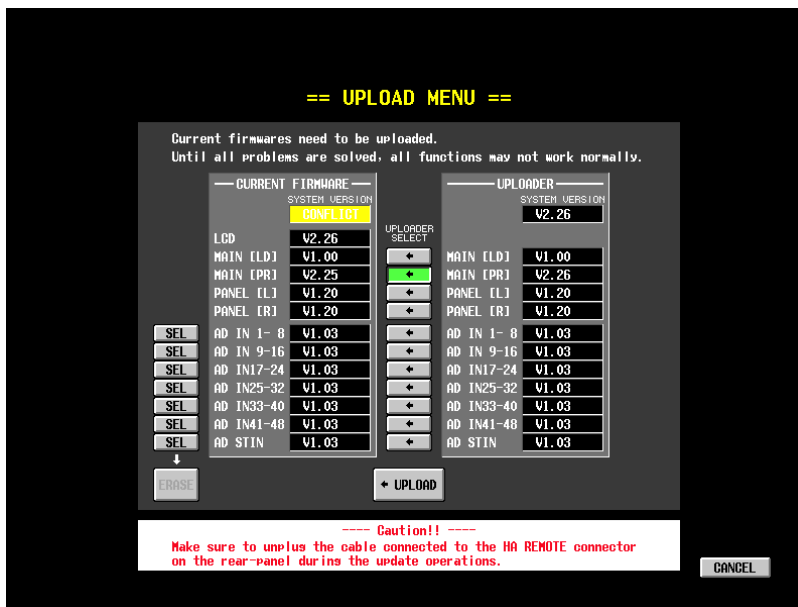 == UPLOAD MENU ==
Current firmwares need to be uploaded.
Until all problems are solved, all functions may not work normally.
CURRENT FIRMWARE
SYSTEM VERSION
CONFLICT
UPLOADER
SYSTEM VERSION
V2.26
UPLOADER SELECT
LCD V2.26
MAIN [LD] V1.00 ← MAIN [LD] V1.00
MAIN [PR] V2.25 ← MAIN [PR] V2.26
PANEL [L] V1.20 ← PANEL [L] V1.20
PANEL [R] V1.20 ← PANEL [R] V1.20
SEL AD IN 1- 8 V1.03 ← AD IN 1- 8 V1.03
SEL AD IN 9-16 V1.03 ← AD IN 9-16 V1.03
SEL AD IN17-24 V1.03 ← AD IN17-24 V1.03
SEL AD IN25-32 V1.03 ← AD IN25-32 V1.03
SEL AD IN33-40 V1.03 ← AD IN33-40 V1.03
SEL AD IN41-48 V1.03 ← AD IN41-48 V1.03
SEL AD STIN V1.03 ← AD STIN V1.03
ERASE
← UPLOAD
---- Caution!! ----
Make sure to unplug the cable connected to the HA REMOTE connector
on the rear-panel during the update operations.
CANCEL